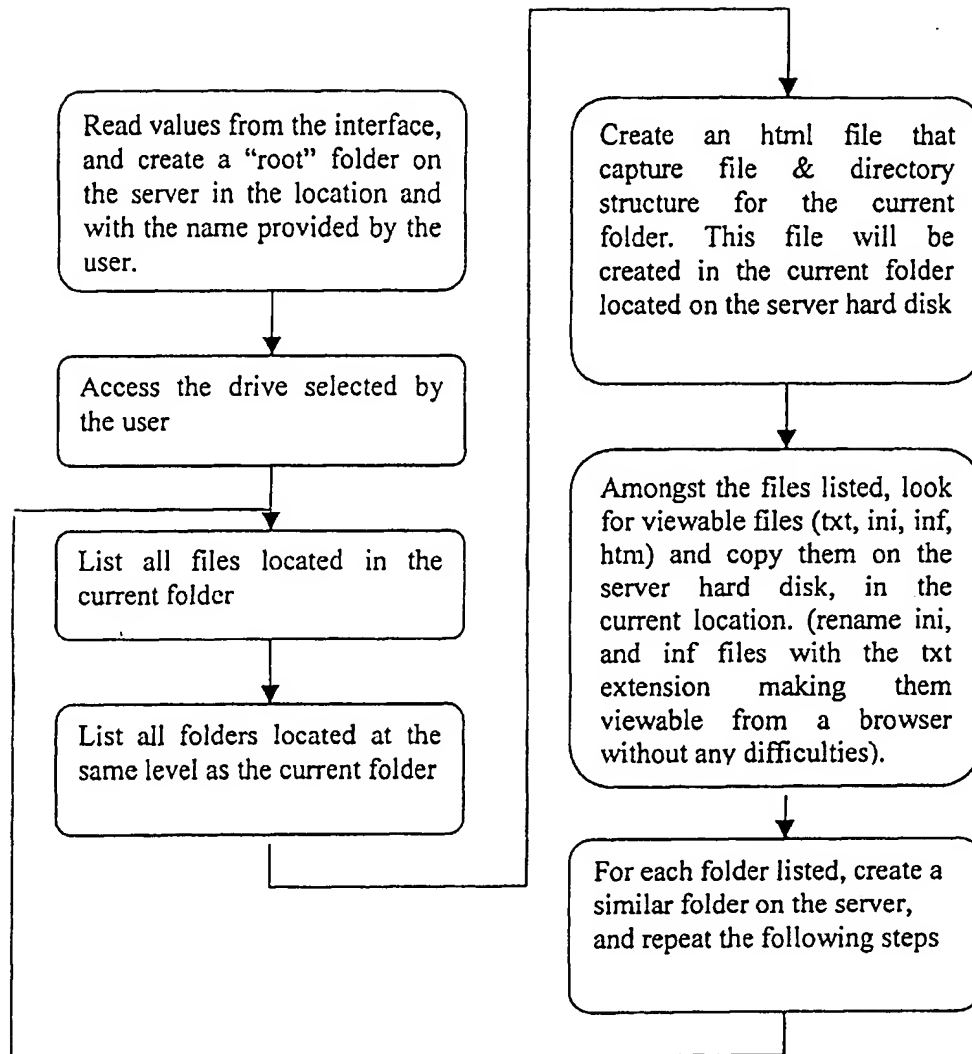 Read values from the interface,
and create a “root” folder on
the server in the location and
with the name provided by the
user.
Access the drive selected by
the user
List all files located in the
current folder
List all folders located at the
same level as the current folder
Create an html file that
capture file & directory
structure for the current
folder. This file will be
created in the current folder
located on the server hard disk
Amongst the files listed, look
for viewable files (txt, ini, inf,
htm) and copy them on the
server hard disk, in the
current location. (rename ini,
and inf files with the txt
extension making them
viewable from a browser
without any difficulties).
For each folder listed, create a
similar folder on the server,
and repeat the following steps